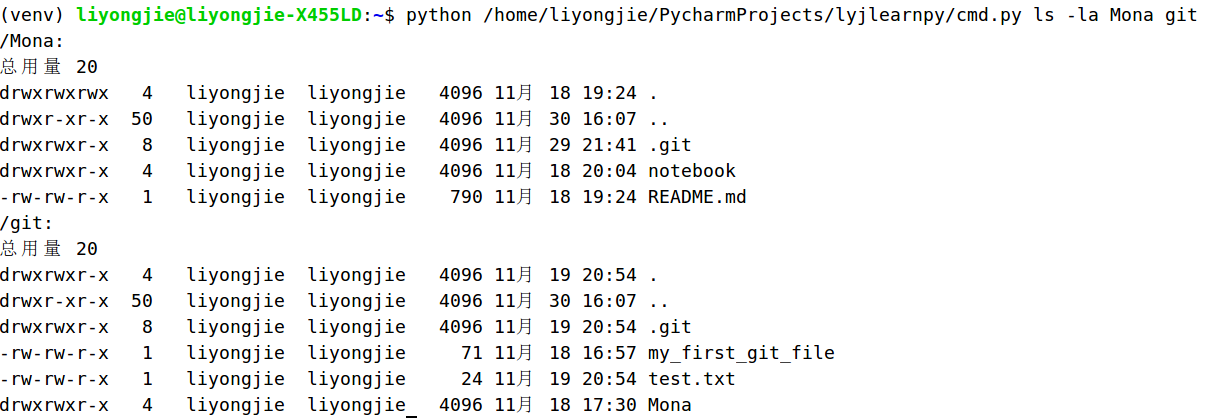 (venv) liyongjie@liyongjie-X455LD:~$ python /home/liyongjie/PycharmProjects/lyjlearnpy/cmd.py ls -la Mona git
/Mona:
总用量 20
drwxrwxrwx   4   liyongjie  liyongjie   4096 11月 18 19:24 .
drwxr-xr-x  50   liyongjie  liyongjie   4096 11月 30 16:07 ..
drwxrwxr-x   8   liyongjie  liyongjie   4096 11月 29 21:41 .git
drwxrwxr-x   4   liyongjie  liyongjie   4096 11月 18 20:04 notebook
-rw-rw-r-x   1   liyongjie  liyongjie    790 11月 18 19:24 README.md
/git:
总用量 20
drwxrwxr-x   4   liyongjie  liyongjie   4096 11月 19 20:54 .
drwxr-xr-x  50   liyongjie  liyongjie   4096 11月 30 16:07 ..
drwxrwxr-x   8   liyongjie  liyongjie   4096 11月 19 20:54 .git
-rw-rw-r-x   1   liyongjie  liyongjie     71 11月 18 16:57 my_first_git_file
-rw-rw-r-x   1   liyongjie  liyongjie     24 11月 19 20:54 test.txt
drwxrwxr-x   4   liyongjie  liyongjie   4096 11月 18 17:30 Mona